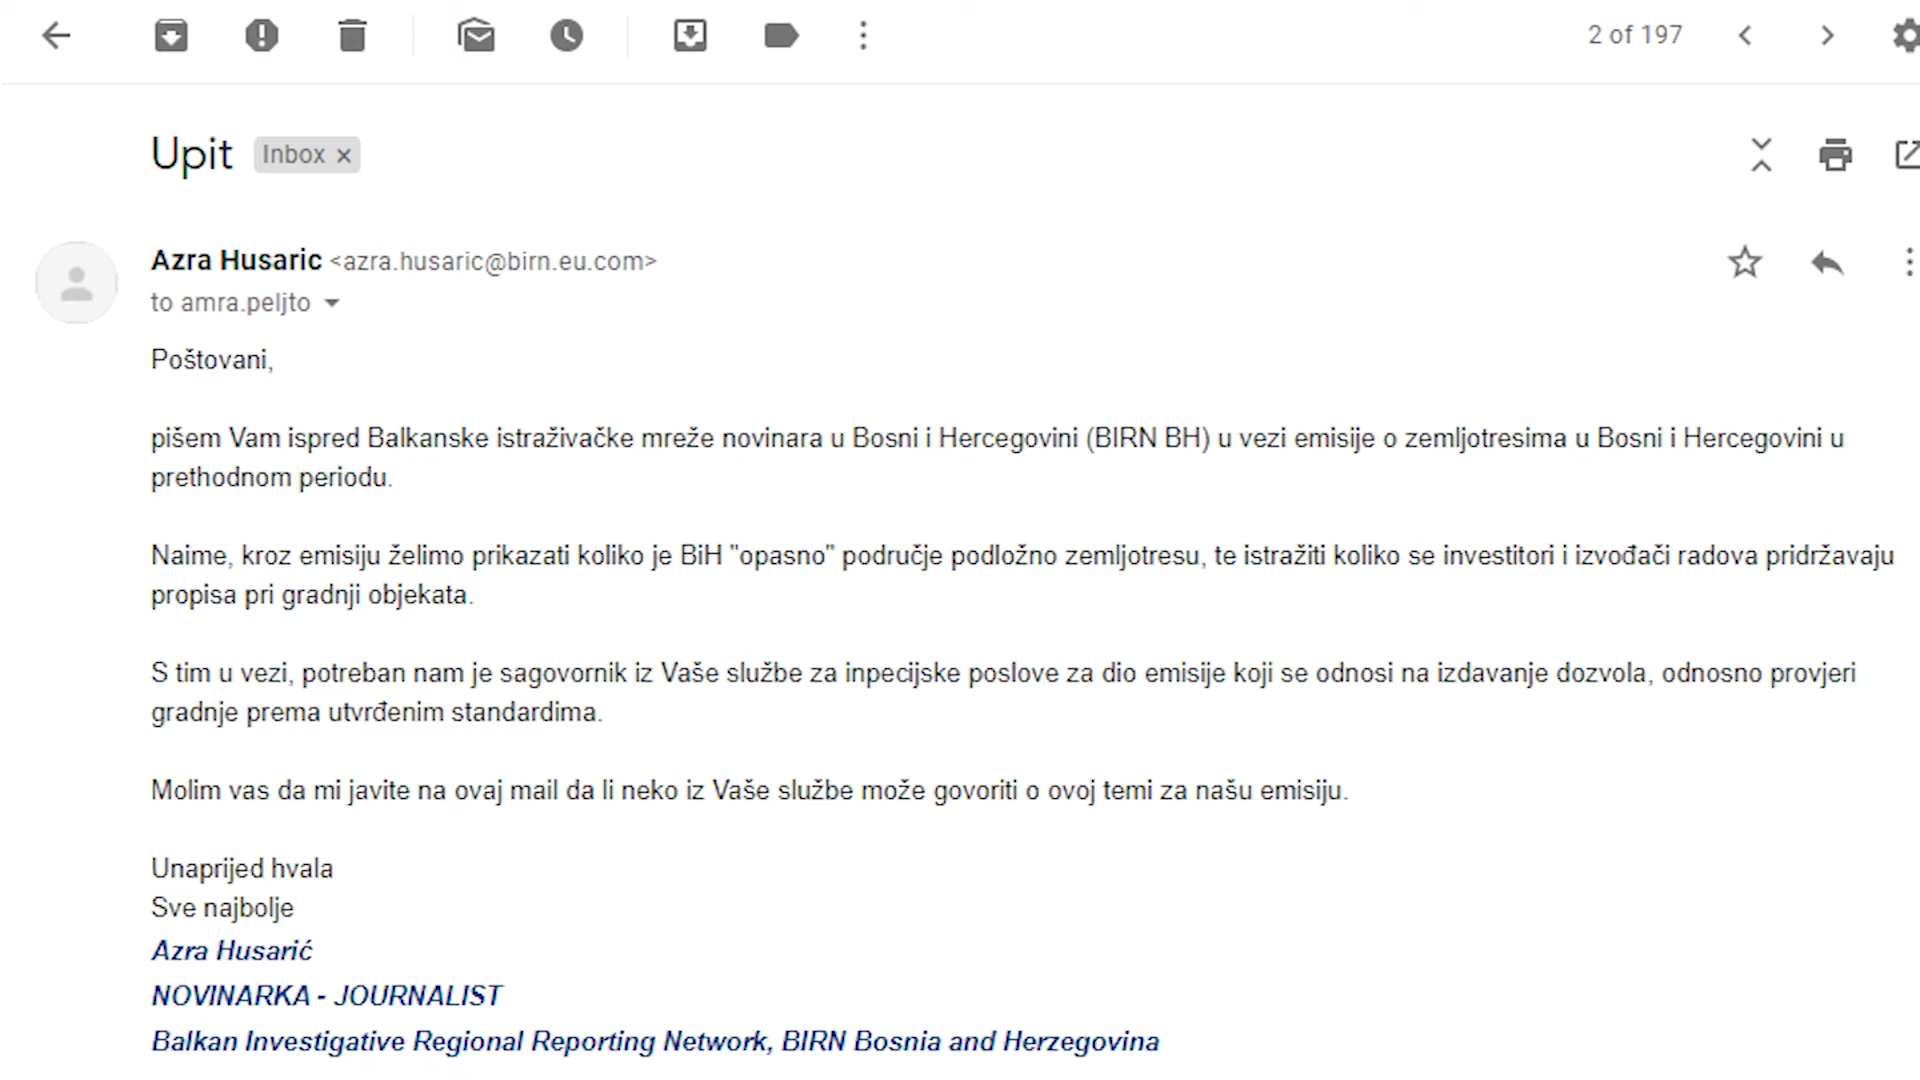 2 of 197
Upit Inbox ×
Azra Husaric <azra.husaric@birn.eu.com>
to amra.peljto
Poštovani,
pišem Vam ispred Balkanske istraživačke mreže novinara u Bosni i Hercegovini (BIRN BH) u vezi emisije o zemljotresima u Bosni i Hercegovini u
prethodnom periodu.
Naime, kroz emisiju želimo prikazati koliko je BiH "opasno" područje podložno zemljotresu, te istražiti koliko se investitori i izvođači radova pridržavaju
propisa pri gradnji objekata.
S tim u vezi, potreban nam je sagovornik iz Vaše službe za inpecijske poslove za dio emisije koji se odnosi na izdavanje dozvola, odnosno provjeri
gradnje prema utvrđenim standardima.
Molim vas da mi javite na ovaj mail da li neko iz Vaše službe može govoriti o ovoj temi za našu emisiju.
Unaprijed hvala
Sve najbolje
Azra Husarić
NOVINARKA - JOURNALIST
Balkan Investigative Regional Reporting Network, BIRN Bosnia and Herzegovina